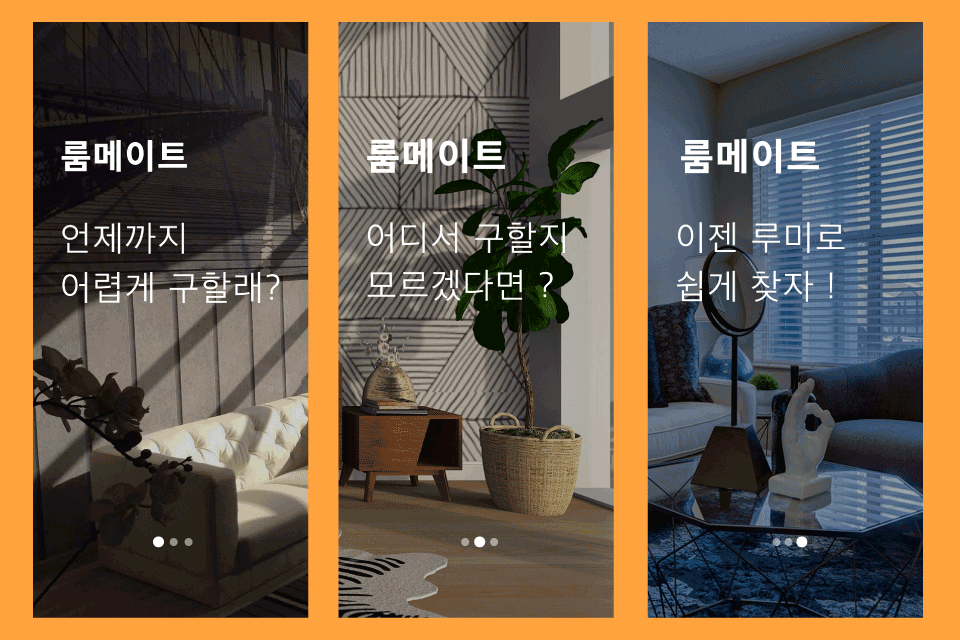 룸메이트
언제까지
어렵게 구할래?
룸메이트
어디서 구할지
모르겠다면 ?
룸메이트
이젠 루미로
쉽게 찾자 !